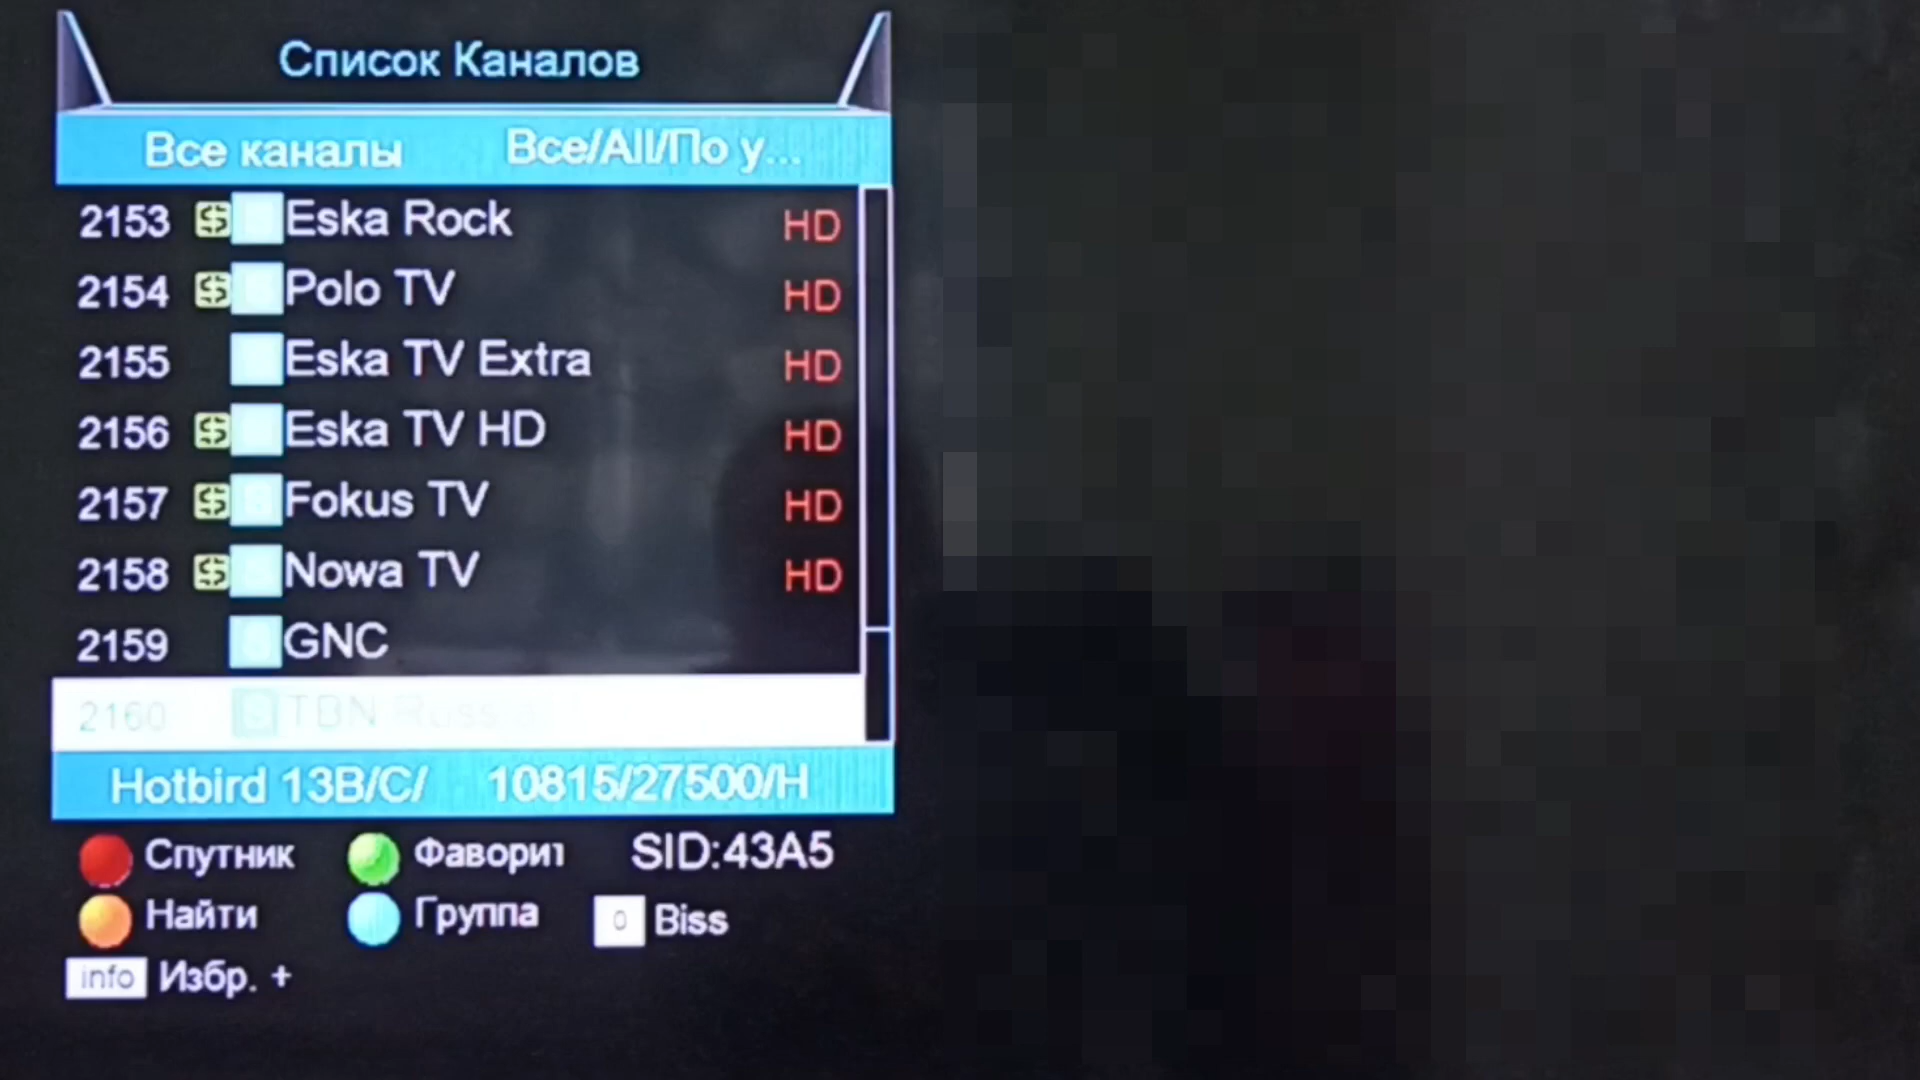 Список Каналов
Все каналы Все/All/По у...
2153 $ Eska Rock HD
2154 $ Polo TV HD
2155 Eska TV Extra HD
2156 $ Eska TV HD HD
2157 $ Fokus TV HD
2158 $ Nowa TV HD
2159 GNC
2160 TBN
Hotbird 13B/C/ 10815/27500/H
Спутник Фаворит SID:43A5
Найти Группа 0 Biss
info Избр. +